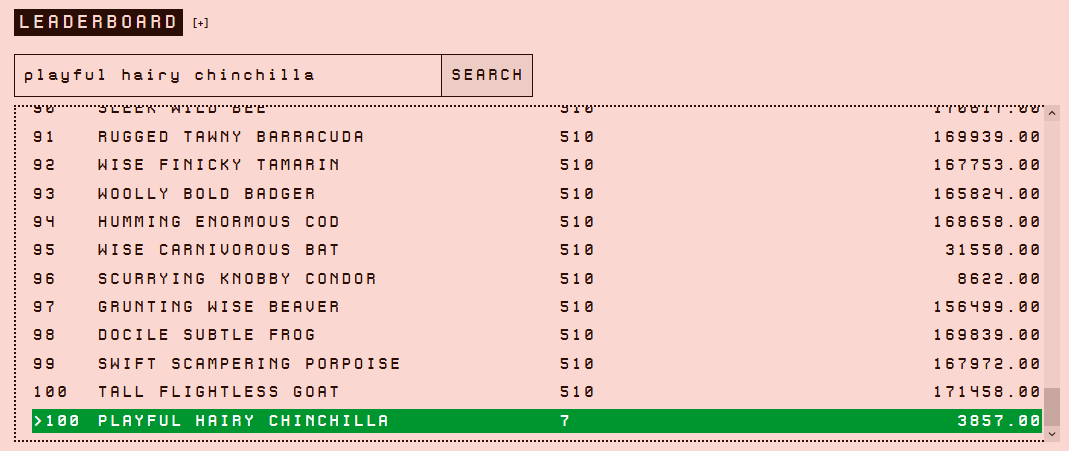 LEADERBOARD [+]
playful hairy chinchilla SEARCH
90 SLEEK WILD BEE 510 170617.00
91 RUGGED TAWNY BARRACUDA 510 169939.00
92 WISE FINICKY TAMARIN 510 167753.00
93 WOOLLY BOLD BADGER 510 165824.00
94 HUMMING ENORMOUS COD 510 168658.00
95 WISE CARNIVOROUS BAT 510 31550.00
96 SCURRYING KNOBBY CONDOR 510 8622.00
97 GRUNTING WISE BEAVER 510 156499.00
98 DOCILE SUBTLE FROG 510 169839.00
99 SWIFT SCAMPERING PORPOISE 510 167972.00
100 TALL FLIGHTLESS GOAT 510 171458.00
>100 PLAYFUL HAIRY CHINCHILLA 7 3857.00